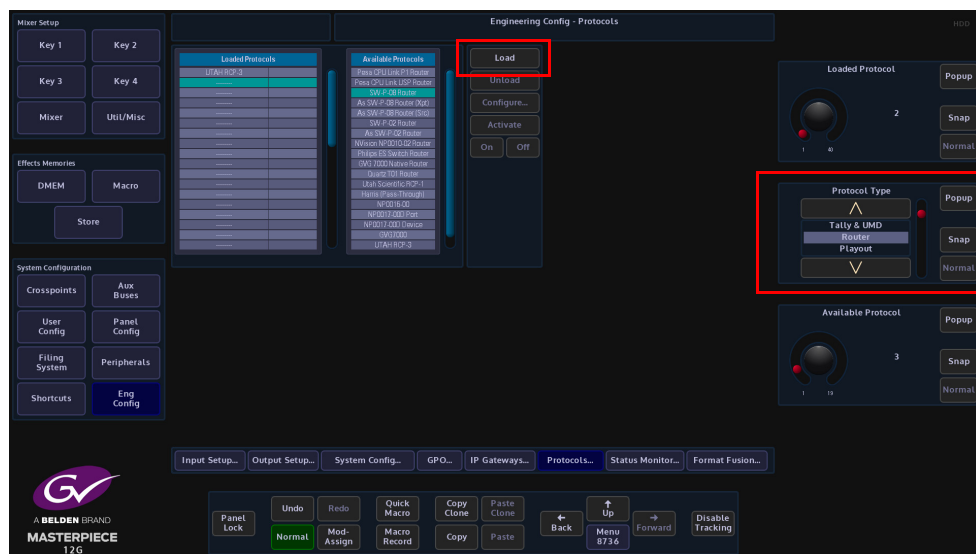 Mixer Setup
Key 1
Key 2
Key 3
Key 4
Mixer
Util/Misc
Effects Memories
DMEM
Macro
Store
System Configuration
Crosspoints
Aux
Buses
User
Config
Panel
Config
Filing
System
Peripherals
Shortcuts
Eng
Config
GV
A BELDEN BRAND
MASTERPIECE
12G
Engineering Config - Protocols
HDD
Loaded Protocols
UTAH RCP-3
Available Protocols
Pesa CPU Link P1 Router
Pesa CPU Link USP Router
SW-P-08 Router
As SW-P-08 Router (Xpt)
As SW-P-08 Router (Src)
SW-P-02 Router
As SW-P-02 Router
NVision NP0010-02 Router
Philips ES Switch Router
GVG 7000 Native Router
Quartz T01 Router
Utah Scientific RCP-1
Harris (Pass-Through)
NP0016-00
NP0017-00D Port
NP0017-00D Device
GVG7000
UTAH RCP-3
Load
Unload
Configure...
Activate
On
Off
Loaded Protocol
2
1
40
Popup
Snap
Normal
Protocol Type
Tally & UMD
Router
Playout
Popup
Snap
Normal
Available Protocol
3
1
19
Popup
Snap
Normal
Input Setup...
Output Setup...
System Config...
GPO...
IP Gateways...
Protocols...
Status Monitor...
Format Fusion...
Panel
Lock
Undo
Redo
Normal
Mod-
Assign
Quick
Macro
Macro
Record
Copy
Clone
Paste
Clone
Copy
Paste
Back
Up
Menu
8736
Forward
Disable
Tracking